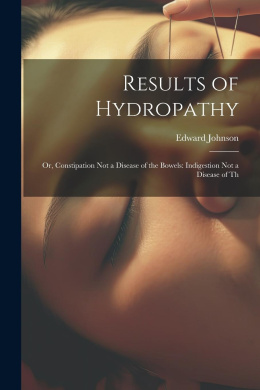 RESULTS OF
HYDROPATHY
Edward Johnson
Or, Constipation Not a Disease of the Bowels: Indigestion Not a
Disease of Th